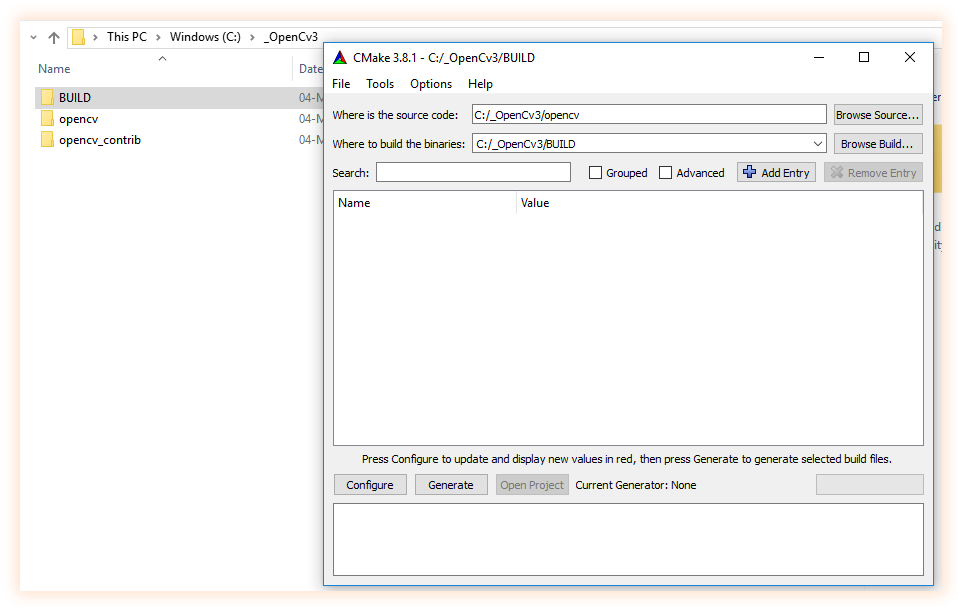 This PC
Windows (C:)
_OpenCv3
Name
Date
BUILD
04-M
opencv
04-M
opencv_contrib
04-M
CMake 3.8.1 - C:/_OpenCv3/BUILD
File Tools Options Help
Where is the source code: C:/_OpenCv3/opencv Browse Source...
Where to build the binaries: C:/_OpenCv3/BUILD Browse Build...
Search: Grouped Advanced Add Entry Remove Entry
Name Value
Press Configure to update and display new values in red, then press Generate to generate selected build files.
Configure Generate Open Project Current Generator: None